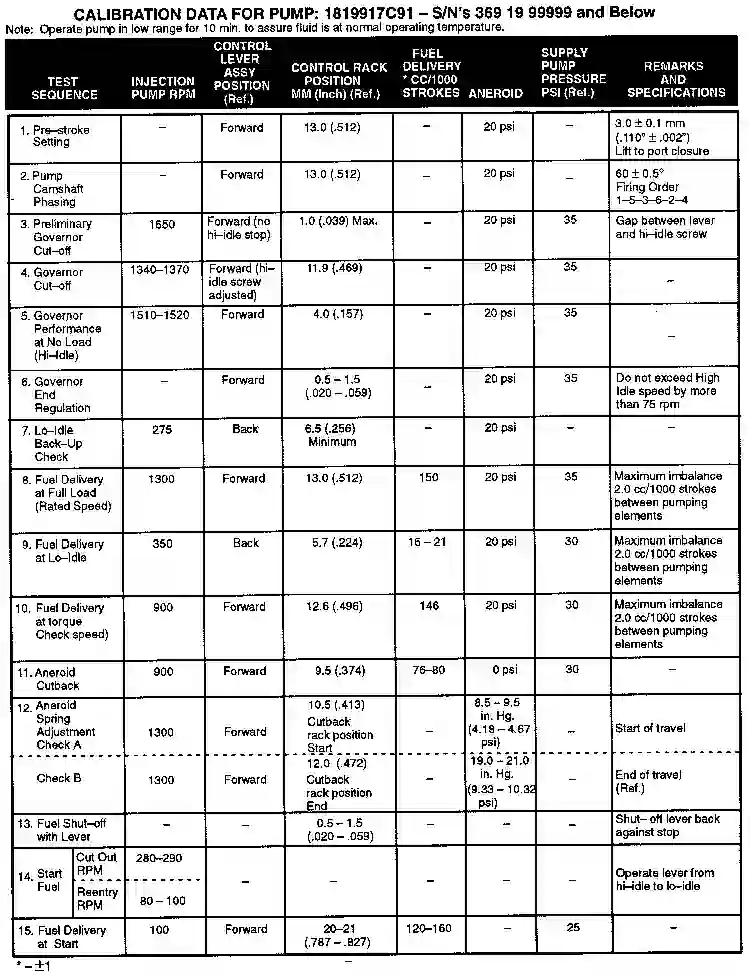 CALIBRATION DATA FOR PUMP: 1819917C91 – S/N's 369 19 99999 and Below
Note: Operate pump in low range for 10 min. to assure fluid is at normal operating temperature.
TEST SEQUENCE | INJECTION PUMP RPM | CONTROL LEVER ASSY POSITION (Ref.) | CONTROL RACK POSITION MM (Inch) (Ref.) | FUEL DELIVERY * CC/1000 STROKES | ANEROID | SUPPLY PUMP PRESSURE PSI (Ref.) | REMARKS AND SPECIFICATIONS
1. Pre–stroke Setting | – | Forward | 13.0 (.512) | – | 20 psi | – | 3.0 ± 0.1 mm (.110" ± .002") Lift to port closure
2. Pump Camshaft Phasing | – | Forward | 13.0 (.512) | – | 20 psi | – | 60 ± 0.5° Firing Order 1–5–3–6–2–4
3. Preliminary Governor Cut–off | 1650 | Forward (no hi–idle stop) | 1.0 (.039) Max. | – | 20 psi | 35 | Gap between lever and hi–idle screw
4. Governor Cut–off | 1340–1370 | Forward (hi–idle screw adjusted) | 11.9 (.469) | – | 20 psi | 35 | –
5. Governor Performance at No Load (Hi–Idle) | 1510–1520 | Forward | 4.0 (.157) | – | 20 psi | 35 | –
6. Governor End Regulation | – | Forward | 0.5 – 1.5 (.020 – .059) | – | 20 psi | 35 | Do not exceed High Idle speed by more than 75 rpm
7. Lo–Idle Back–Up Check | 275 | Back | 6.5 (.256) Minimum | – | 20 psi | – | –
8. Fuel Delivery at Full Load (Rated Speed) | 1300 | Forward | 13.0 (.512) | 150 | 20 psi | 35 | Maximum imbalance 2.0 cc/1000 strokes between pumping elements
9. Fuel Delivery at Lo–Idle | 350 | Back | 5.7 (.224) | 15 – 21 | 20 psi | 30 | Maximum imbalance 2.0 cc/1000 strokes between pumping elements
10. Fuel Delivery at torque Check speed) | 900 | Forward | 12.6 (.496) | 146 | 20 psi | 30 | Maximum imbalance 2.0 cc/1000 strokes between pumping elements
11. Aneroid Cutback | 900 | Forward | 9.5 (.374) | 76–80 | 0 psi | 30 | –
12. Aneroid Spring Adjustment Check A | 1300 | Forward | 10.5 (.413) Cutback rack position Start | – | 8.5 – 9.5 in. Hg. (4.18 – 4.67 psi) | – | Start of travel
Check B | 1300 | Forward | 12.0 (.472) Cutback rack position End | – | 19.0 – 21.0 in. Hg. (9.33 – 10.32 psi) | – | End of travel (Ref.)
13. Fuel Shut–off with Lever | – | – | 0.5 – 1.5 (.020 – .059) | – | – | – | Shut– off lever back against stop
14. Start Fuel | Cut Out RPM | 280–290 | – | – | – | – | – | Operate lever from hi–idle to lo–idle
Reentry RPM | 80 – 100
15. Fuel Delivery at Start | 100 | Forward | 20–21 (.787 – .827) | 120–160 | – | 25 | –
* – ±1 –